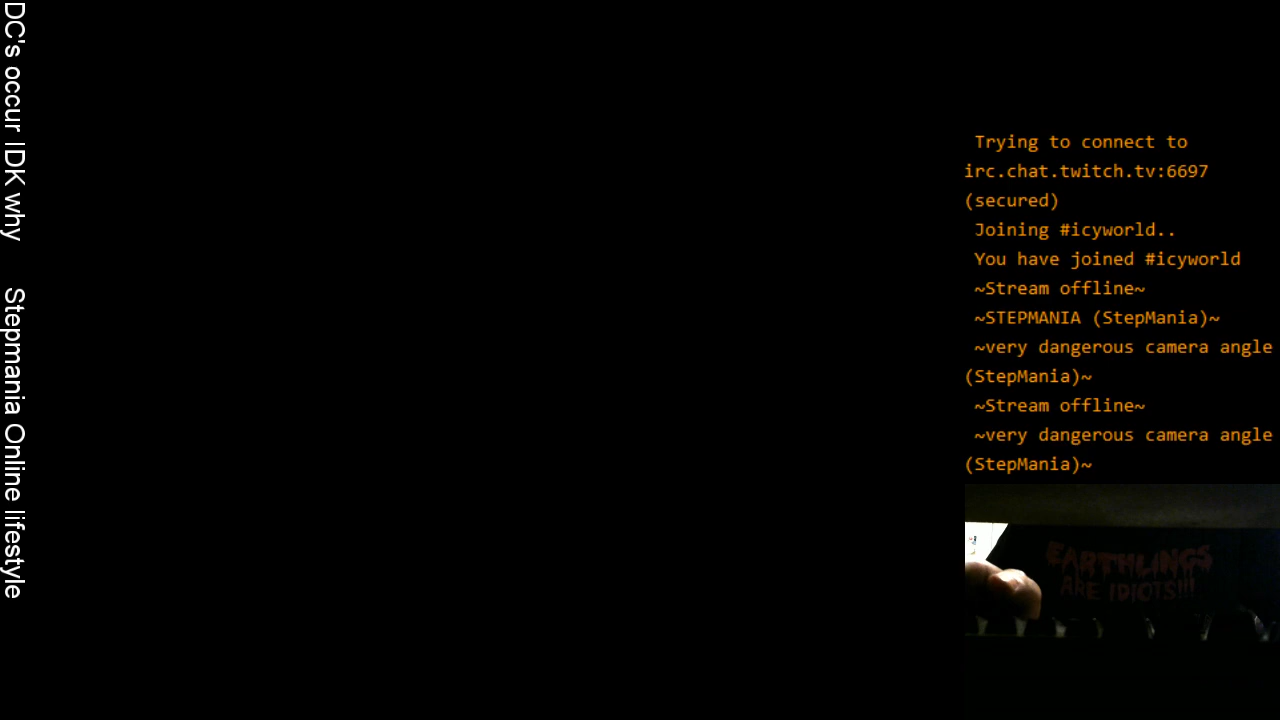 DC's occur IDK why Stepmania Online lifestyle
Trying to connect to
irc.chat.twitch.tv:6697
(secured)
Joining #icyworld..
You have joined #icyworld
~Stream offline~
~STEPMANIA (StepMania)~
~very dangerous camera angle
(StepMania)~
~Stream offline~
~very dangerous camera angle
(StepMania)~
EARTHLINGS
ARE IDIOTS!!!